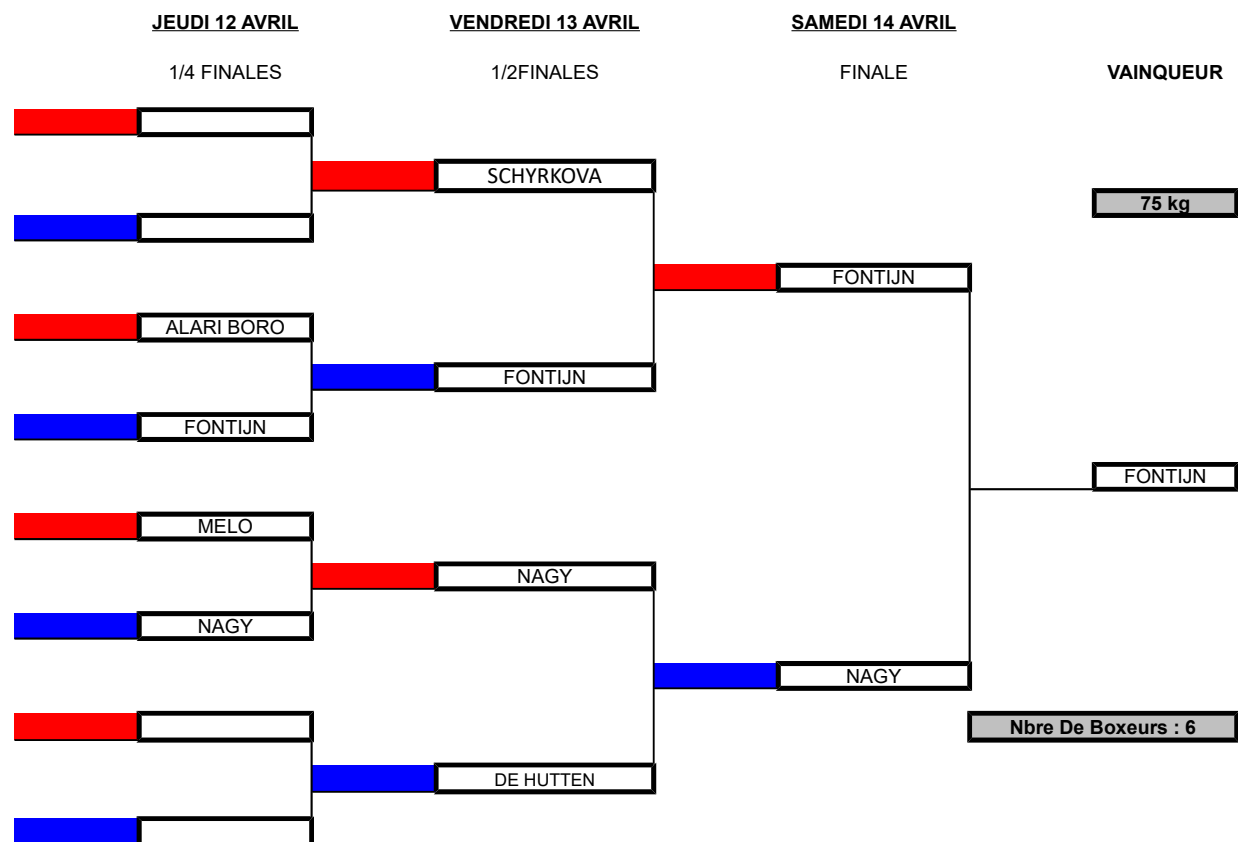 JEUDI 12 AVRIL VENDREDI 13 AVRIL SAMEDI 14 AVRIL
1/4 FINALES 1/2FINALES FINALE VAINQUEUR
SCHYRKOVA
75 kg
FONTIJN
ALARI BORO
FONTIJN
FONTIJN
FONTIJN
MELO
NAGY
NAGY
NAGY
Nbre De Boxeurs : 6
DE HUTTEN